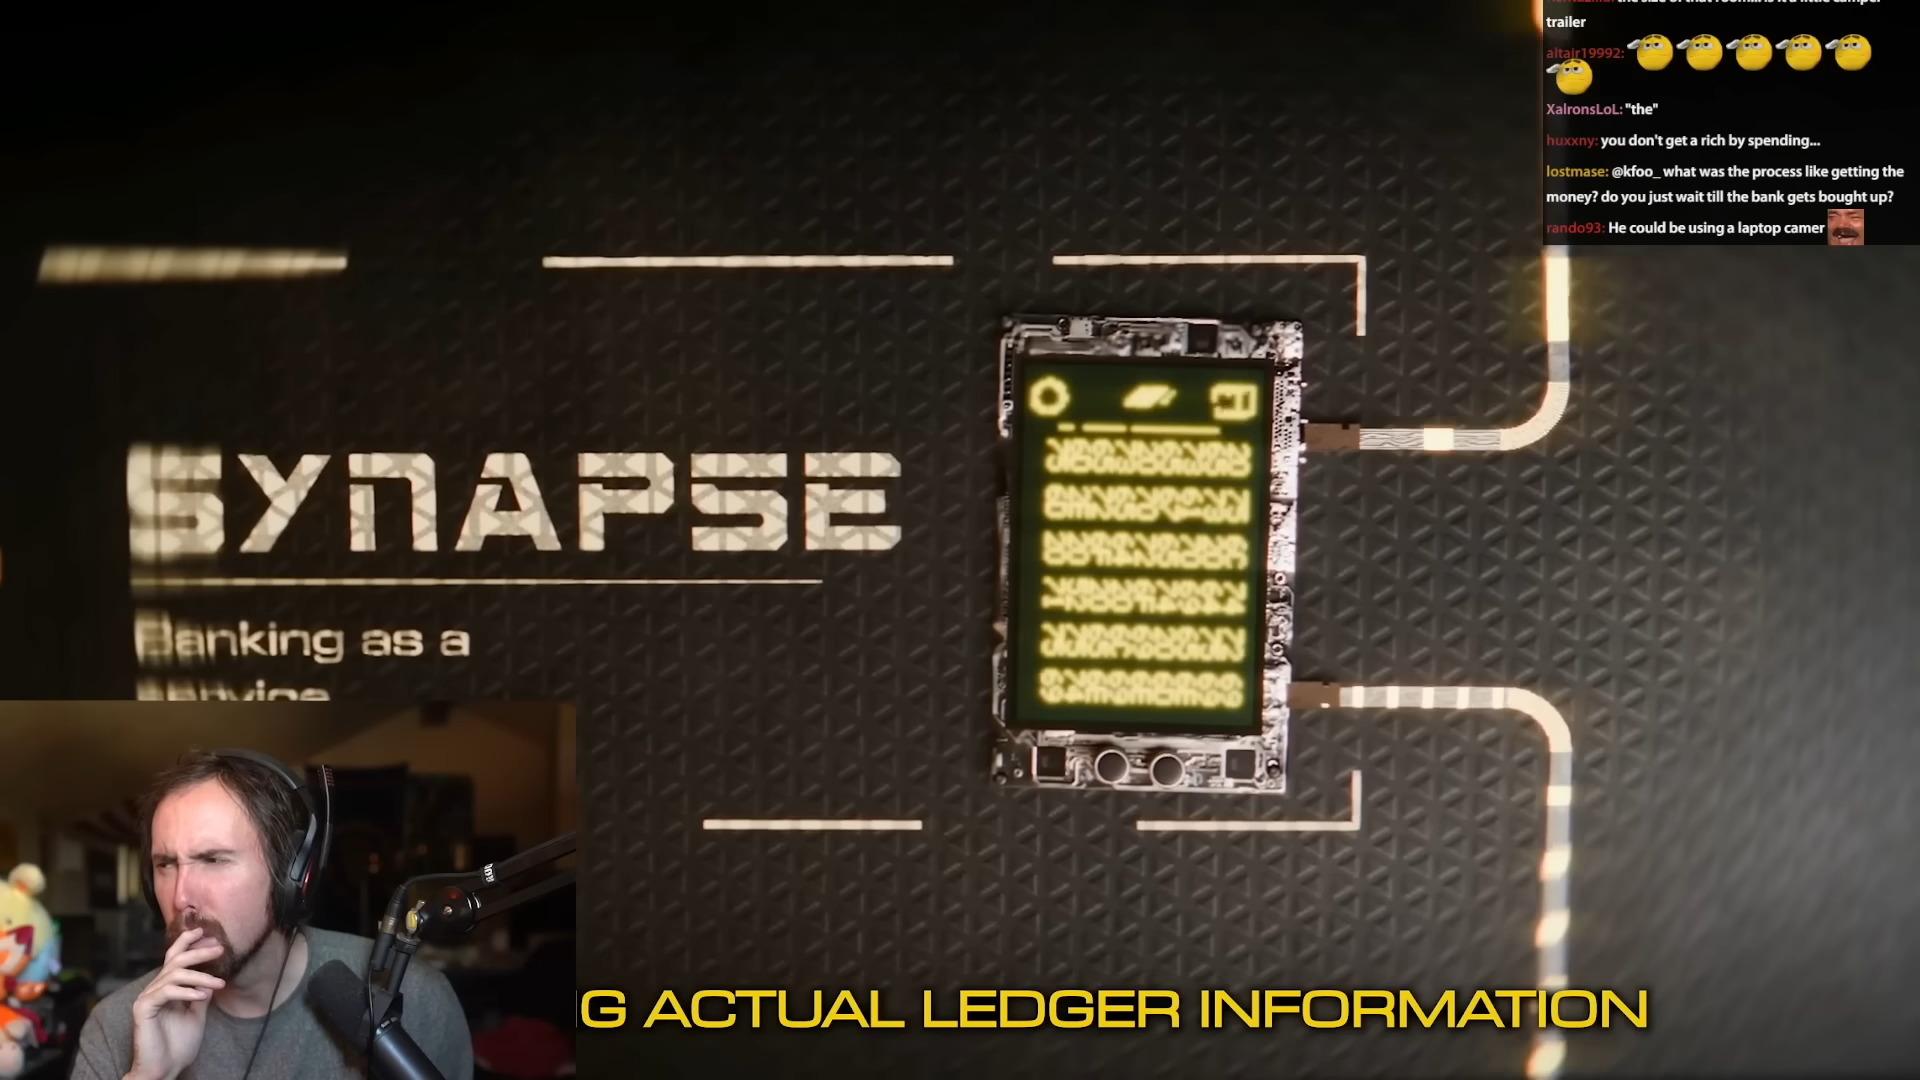 trailer
altair19992:
XalronsLoL: "the"
huxxny: you don't get a rich by spending...
lostmase: @kfoo_ what was the process like getting the
money? do you just wait till the bank gets bought up?
rando93: He could be using a laptop camer
SYNAPSE
Banking as a
service
G ACTUAL LEDGER INFORMATION